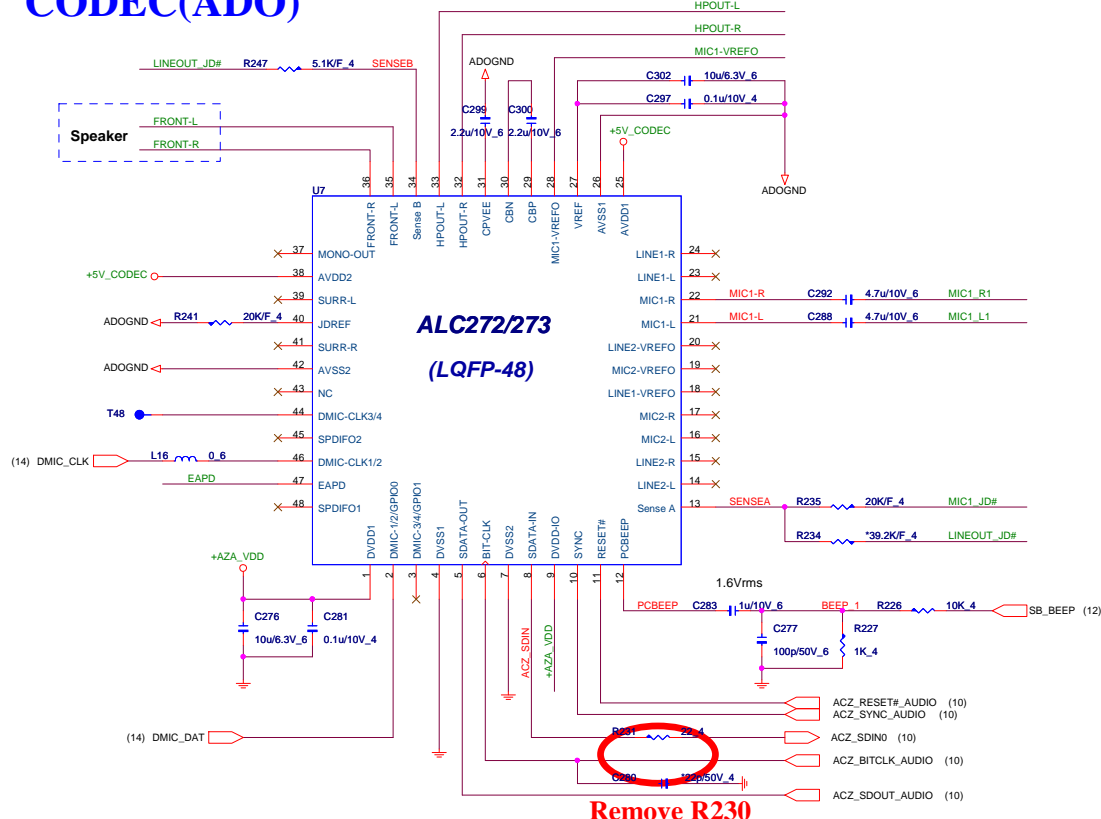 CODEC(ADO)
HPOUT-L
HPOUT-R
MIC1-VREFO
LINEOUT_JD# R247 5.1K/F_4 SENSEB
ADOGND
C302 10u/6.3V_6
C297 0.1u/10V_4
C299 2.2u/10V_6
C300 2.2u/10V_6
+5V_CODEC
ADOGND
Speaker
FRONT-L
FRONT-R
36 35 34 33 32 31 30 29 28 27 26 25
U7
FRONT-R FRONT-L Sense B HPOUT-L HPOUT-R CPVEE CBN CBP MIC1-VREFO VREF AVSS1 AVDD1
37 MONO-OUT
+5V_CODEC 38 AVDD2
39 SURR-L
ADOGND R241 20K/F_4 40 JDREF
41 SURR-R
ADOGND 42 AVSS2
43 NC
T48 44 DMIC-CLK3/4
45 SPDIFO2
(14) DMIC_CLK L16 0_6 46 DMIC-CLK1/2
EAPD 47 EAPD
48 SPDIFO1
ALC272/273
(LQFP-48)
LINE1-R 24
LINE1-L 23
MIC1-R 22 MIC1-R C292 4.7u/10V_6 MIC1_R1
MIC1-L 21 MIC1-L C288 4.7u/10V_6 MIC1_L1
LINE2-VREFO 20
MIC2-VREFO 19
LINE1-VREFO 18
MIC2-R 17
MIC2-L 16
LINE2-R 15
LINE2-L 14
Sense A 13 SENSEA R235 20K/F_4 MIC1_JD#
R234 *39.2K/F_4 LINEOUT_JD#
DVDD1 DMIC-1/2/GPIO0 DMIC-3/4/GPIO1 DVSS1 SDATA-OUT BIT-CLK DVSS2 SDATA-IN DVDD-IO SYNC RESET# PCBEEP
1 2 3 4 5 6 7 8 9 10 11 12
+AZA_VDD
C276 10u/6.3V_6
C281 0.1u/10V_4
ACZ_SDIN
+AZA_VDD
1.6Vrms
PCBEEP C283 1u/10V_6 BEEP_1 R226 10K_4 SB_BEEP (12)
C277 100p/50V_6
R227 1K_4
ACZ_RESET#_AUDIO (10)
ACZ_SYNC_AUDIO (10)
(14) DMIC_DAT
R231 22_4 ACZ_SDIN0 (10)
ACZ_BITCLK_AUDIO (10)
C280 *22p/50V_4
ACZ_SDOUT_AUDIO (10)
Remove R230